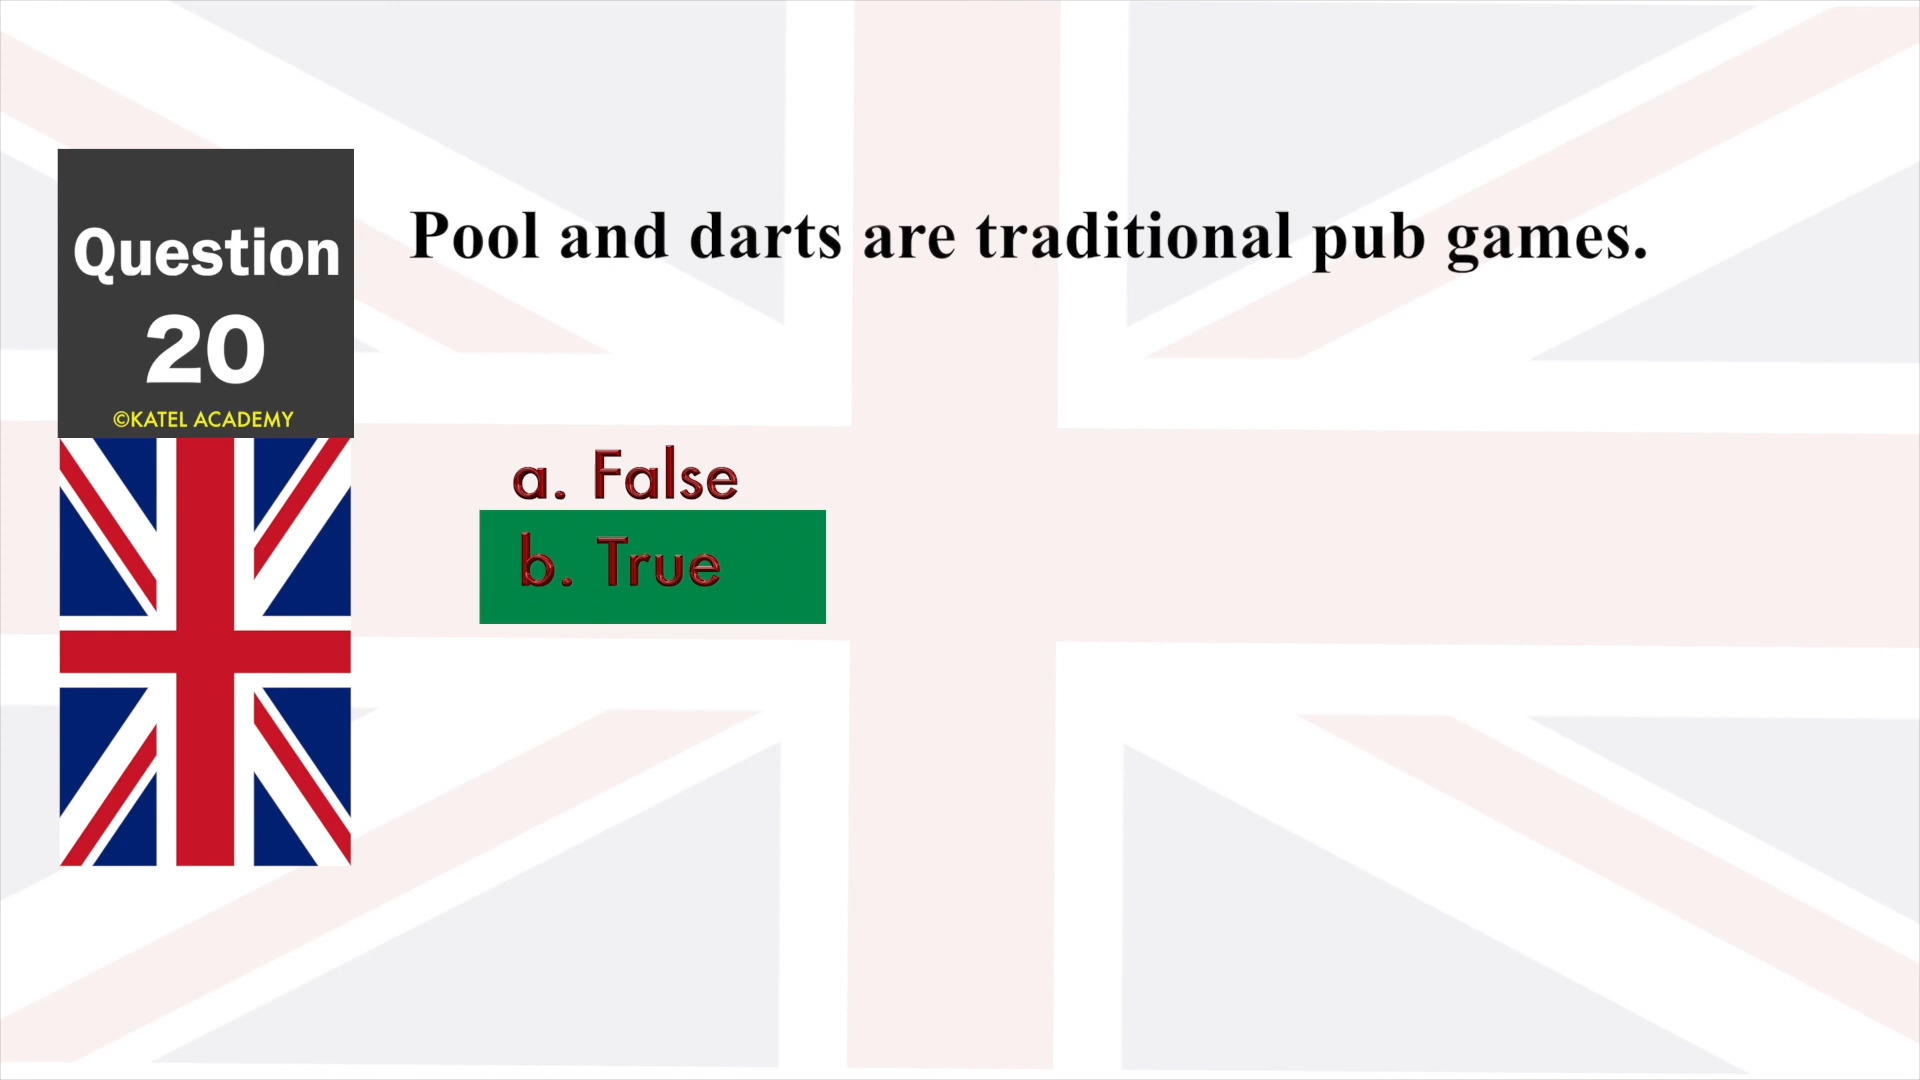 Question
20
©KATEL ACADEMY
Pool and darts are traditional pub games.
a. False
b. True